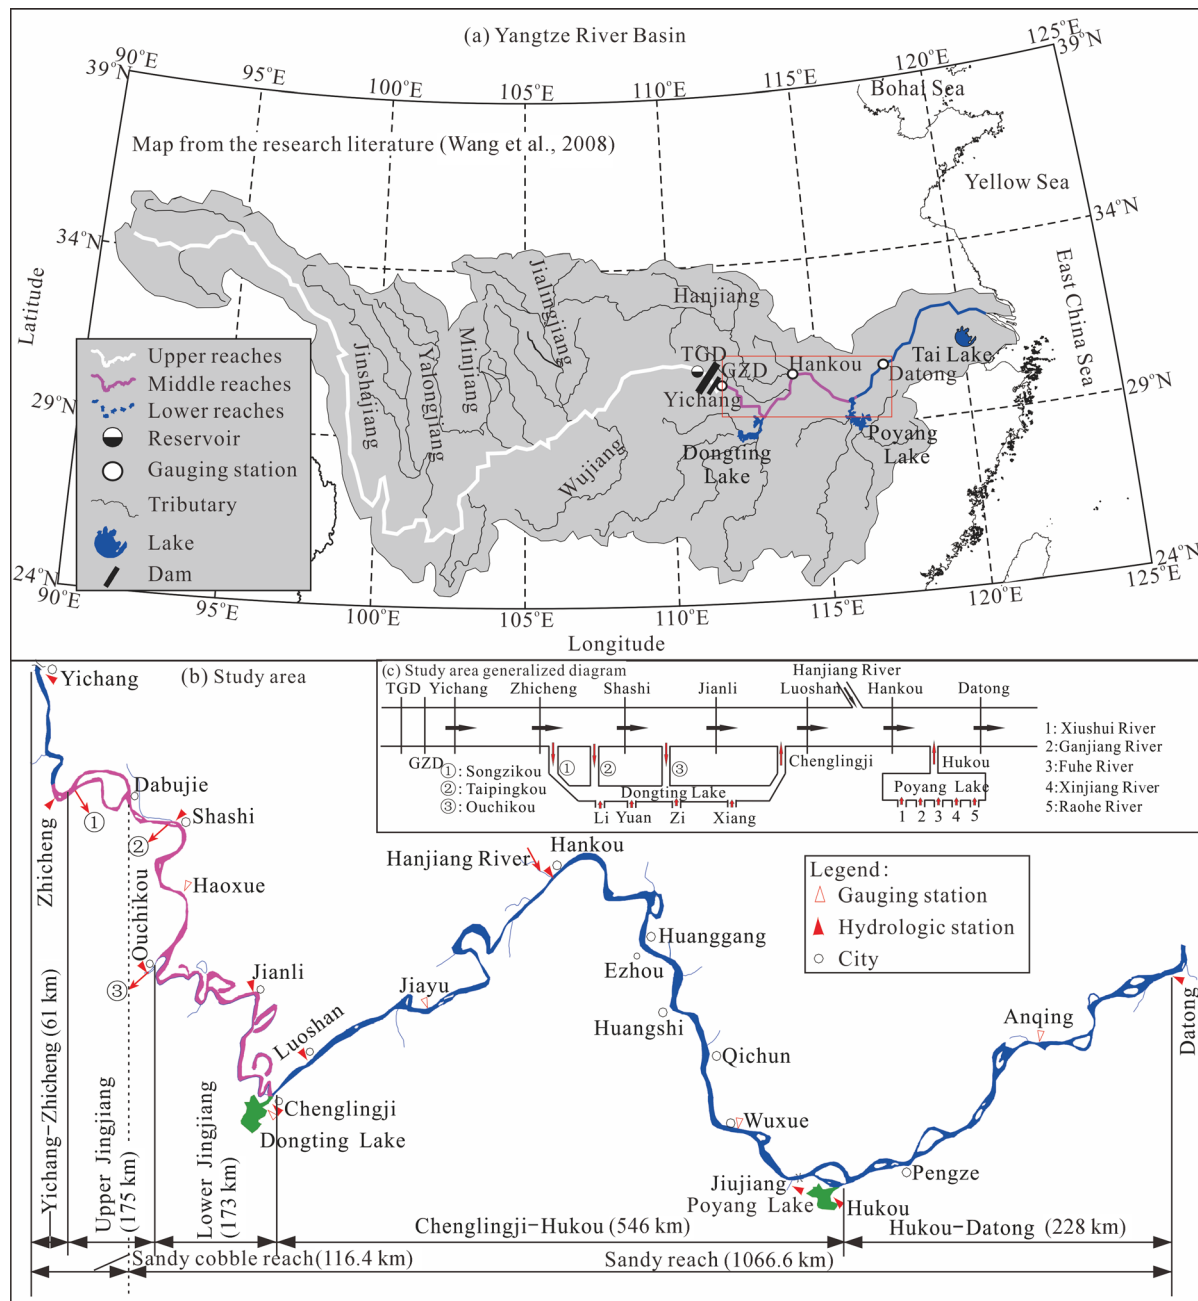 (a) Yangtze River Basin
90°E
95°E
100°E
105°E
110°E
115°E
120°E
125°E
39°N
39°N
Bohai Sea
Map from the research literature (Wang et al., 2008)
Yellow Sea
34°N
34°N
Latitude
East China Sea
Jialingjiang
Hanjiang
Jinshajiang
Yalongjiang
Minjiang
Wujiang
TGD
GZD
Yichang
Hankou
Tai Lake
Datong
Dongting
Lake
Poyang
Lake
29°N
29°N
Upper reaches
Middle reaches
Lower reaches
Reservoir
Gauging station
Tributary
Lake
Dam
24°N
24°N
90°E
95°E
100°E
105°E
110°E
115°E
120°E
125°E
Longitude
(b) Study area
Yichang
Zhicheng
Dabujie
①
Shashi
②
Haoxue
Ouchikou
③
Jianli
Luoshan
Chenglingji
Dongting Lake
Jiayu
Hanjiang River
Hankou
Huanggang
Ezhou
Huangshi
Qichun
Wuxue
Jiujiang
Poyang Lake
Hukou
Pengze
Anqing
Datong
(c) Study area generalized diagram
Hanjiang River
TGD
Yichang
Zhicheng
Shashi
Jianli
Luoshan
Hankou
Datong
GZD
①: Songzikou
②: Taipingkou
③: Ouchikou
①
②
③
Dongting Lake
Li
Yuan
Zi
Xiang
Chenglingji
Hukou
Poyang Lake
1 2 3 4 5
1: Xiushui River
2: Ganjiang River
3: Fuhe River
4: Xinjiang River
5: Raohe River
Legend:
Gauging station
Hydrologic station
City
Yichang-Zhicheng (61 km)
Upper Jingjiang
(175 km)
Lower Jingjiang
(173 km)
Chenglingji-Hukou (546 km)
Hukou-Datong (228 km)
Sandy cobble reach (116.4 km)
Sandy reach (1066.6 km)